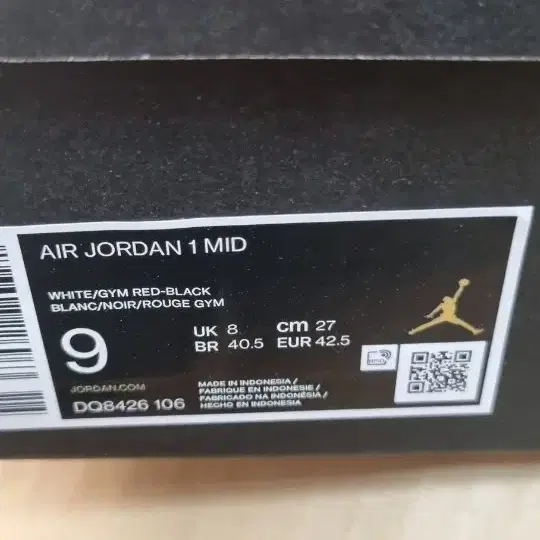 AIR JORDAN 1 MID
WHITE/GYM RED-BLACK
BLANC/NOIR/ROUGE GYM
9
UK 8 cm 27
BR 40.5 EUR 42.5
JORDAN.COM
DQ8426 106
MADE IN INDONESIA /
FABRIQUE EN INDONESIE /
FABRICADO NA INDONÉSIA /
HECHO EN INDONESIA
RFID